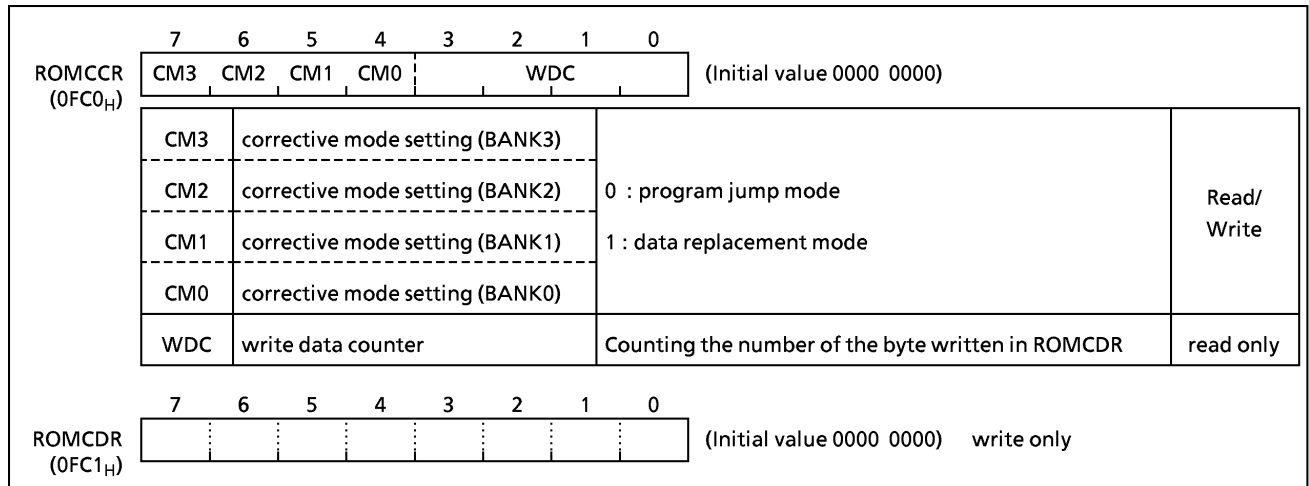 7 6 5 4 3 2 1 0
ROMCCR CM3 CM2 CM1 CM0 WDC (Initial value 0000 0000)
(0FC0H)
CM3 corrective mode setting (BANK3)
CM2 corrective mode setting (BANK2) 0 : program jump mode Read/
CM1 corrective mode setting (BANK1) 1 : data replacement mode Write
CM0 corrective mode setting (BANK0)
WDC write data counter Counting the number of the byte written in ROMCDR read only
7 6 5 4 3 2 1 0
ROMCDR (Initial value 0000 0000) write only
(0FC1H)